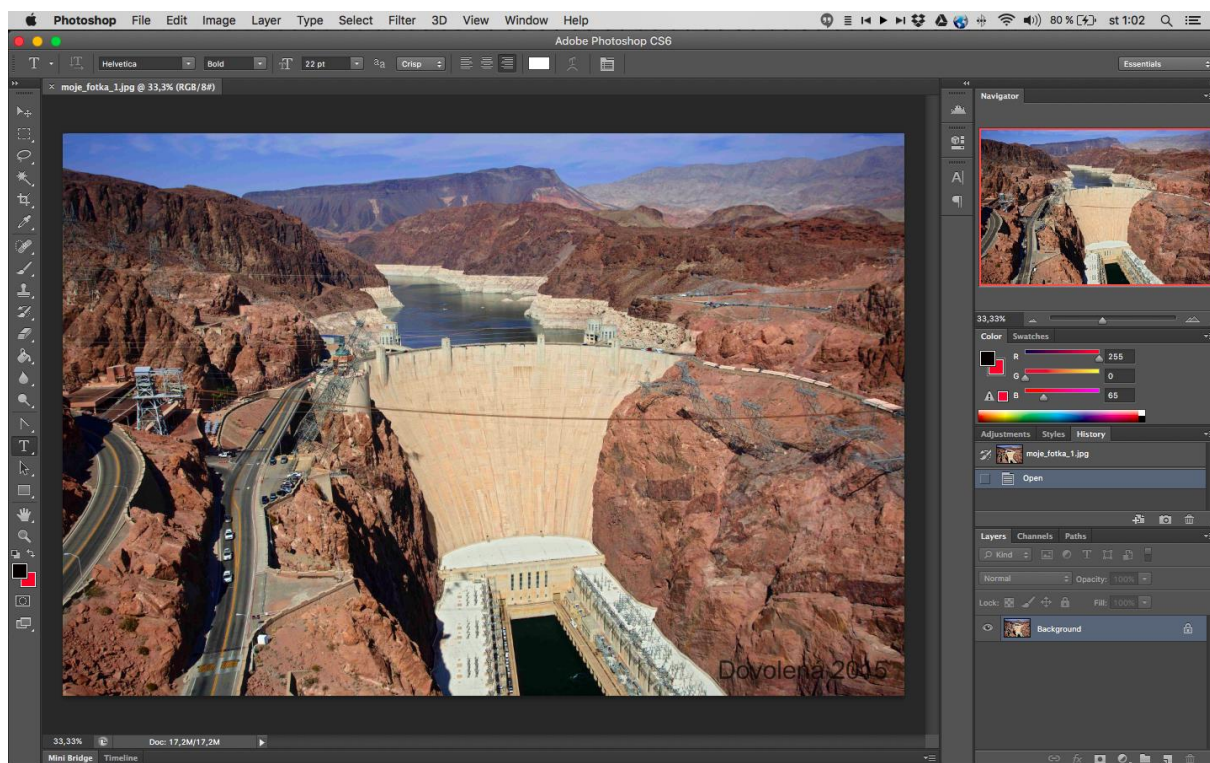 Photoshop File Edit Image Layer Type Select Filter 3D View Window Help 80 % st 1:02
Adobe Photoshop CS6
Helvetica Bold 22 pt Crisp Essentials
moje_fotka_1.jpg @ 33,3% (RGB/8#)
Navigator
33,33%
Color Swatches
R 255
G 0
B 65
Adjustments Styles History
moje_fotka_1.jpg
Open
Layers Channels Paths
Kind
Normal Opacity: 100%
Lock: Fill: 100%
Background
Dovolena 2015
33,33% Doc: 17,2M/17,2M
Mini Bridge Timeline